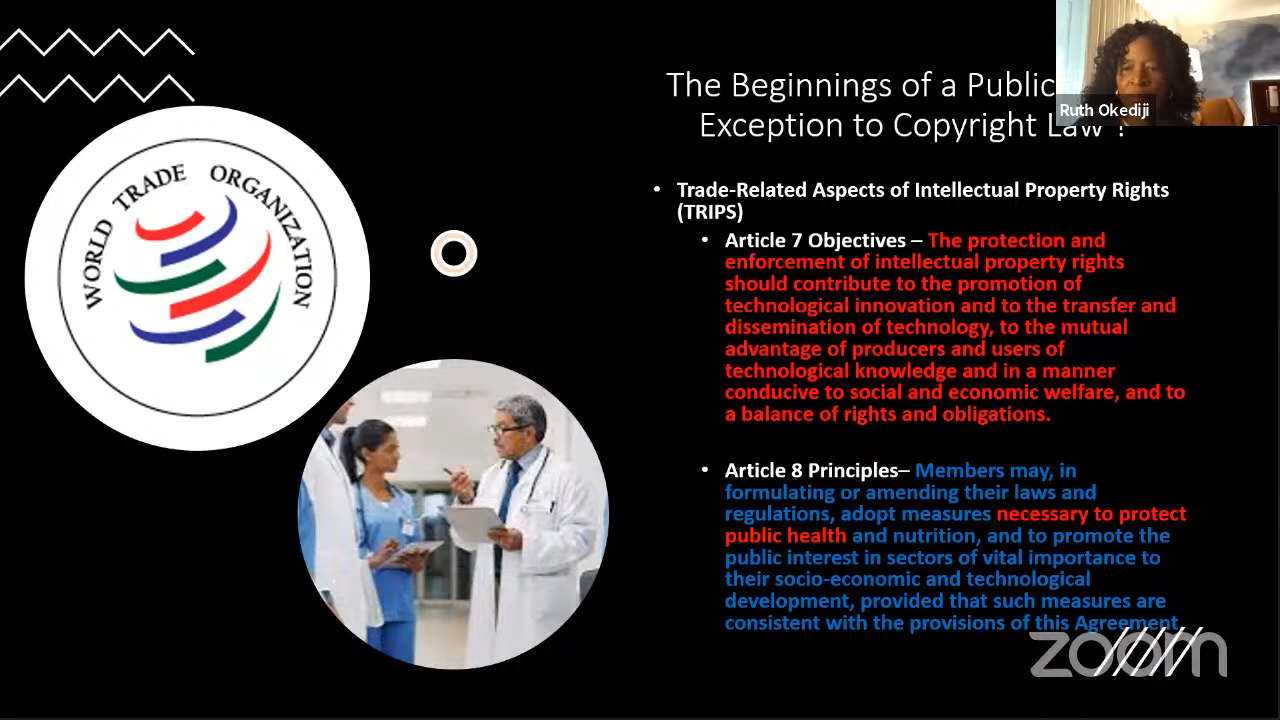 WORLD TRADE ORGANIZATION
The Beginnings of a Public
Exception to Copyright Law ?
Ruth Okediji
• Trade-Related Aspects of Intellectual Property Rights
(TRIPS)
• Article 7 Objectives – The protection and
enforcement of intellectual property rights
should contribute to the promotion of
technological innovation and to the transfer and
dissemination of technology, to the mutual
advantage of producers and users of
technological knowledge and in a manner
conducive to social and economic welfare, and to
a balance of rights and obligations.
• Article 8 Principles– Members may, in
formulating or amending their laws and
regulations, adopt measures necessary to protect
public health and nutrition, and to promote the
public interest in sectors of vital importance to
their socio-economic and technological
development, provided that such measures are
consistent with the provisions of this Agreement
zoom